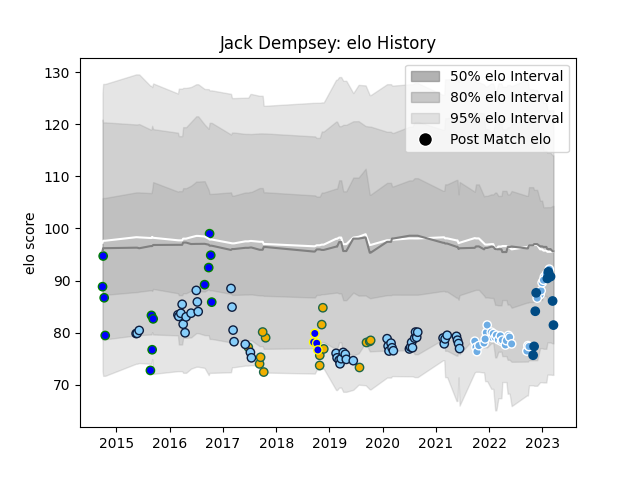 Jack Dempsey: elo History
50% elo Interval
80% elo Interval
95% elo Interval
Post Match elo
elo score
130
120
110
100
90
80
70
2015 2016 2017 2018 2019 2020 2021 2022 2023